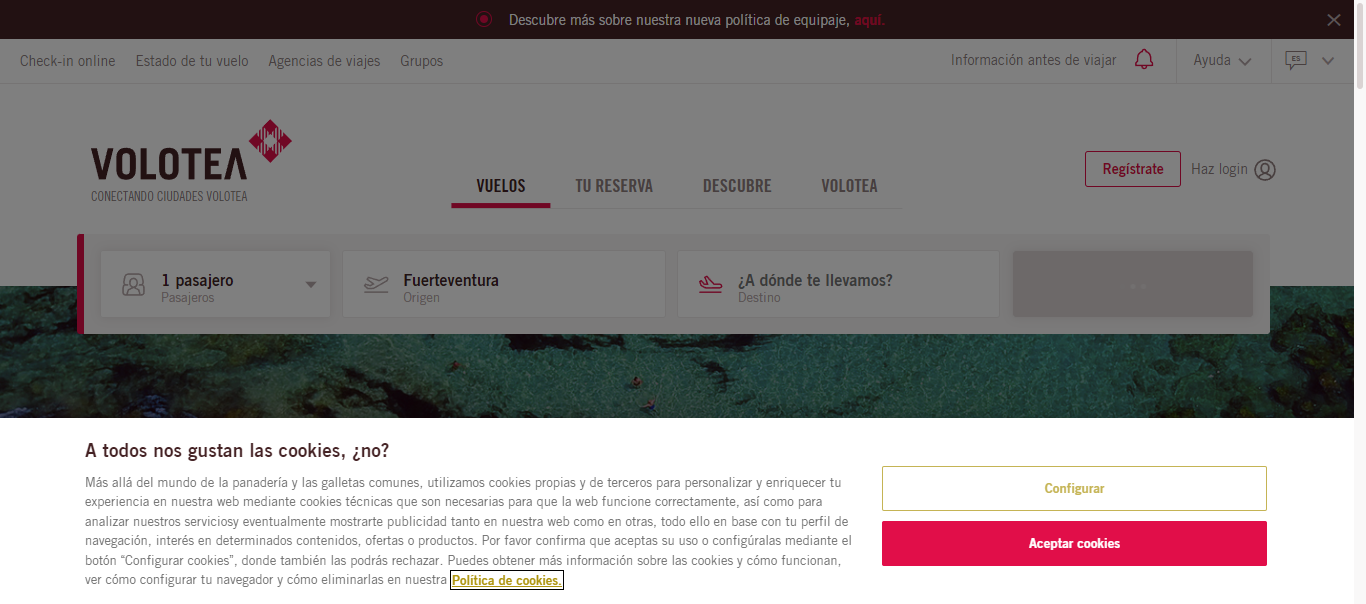 Descubre más sobre nuestra nueva política de equipaje, aquí.
Check-in online Estado de tu vuelo Agencias de viajes Grupos Información antes de viajar Ayuda ES
VOLOTEA
CONECTANDO CIUDADES VOLOTEA
VUELOS TU RESERVA DESCUBRE VOLOTEA
Regístrate Haz login
1 pasajero
Pasajeros
Fuerteventura
Origen
¿A dónde te llevamos?
Destino
A todos nos gustan las cookies, ¿no?
Más allá del mundo de la panadería y las galletas comunes, utilizamos cookies propias y de terceros para personalizar y enriquecer tu
experiencia en nuestra web mediante cookies técnicas que son necesarias para que la web funcione correctamente, así como para
analizar nuestros serviciosy eventualmente mostrarte publicidad tanto en nuestra web como en otras, todo ello en base con tu perfil de
navegación, interés en determinados contenidos, ofertas o productos. Por favor confirma que aceptas su uso o configúralas mediante el
botón “Configurar cookies”, donde también las podrás rechazar. Puedes obtener más información sobre las cookies y cómo funcionan,
ver cómo configurar tu navegador y cómo eliminarlas en nuestra Política de cookies.
Configurar
Aceptar cookies